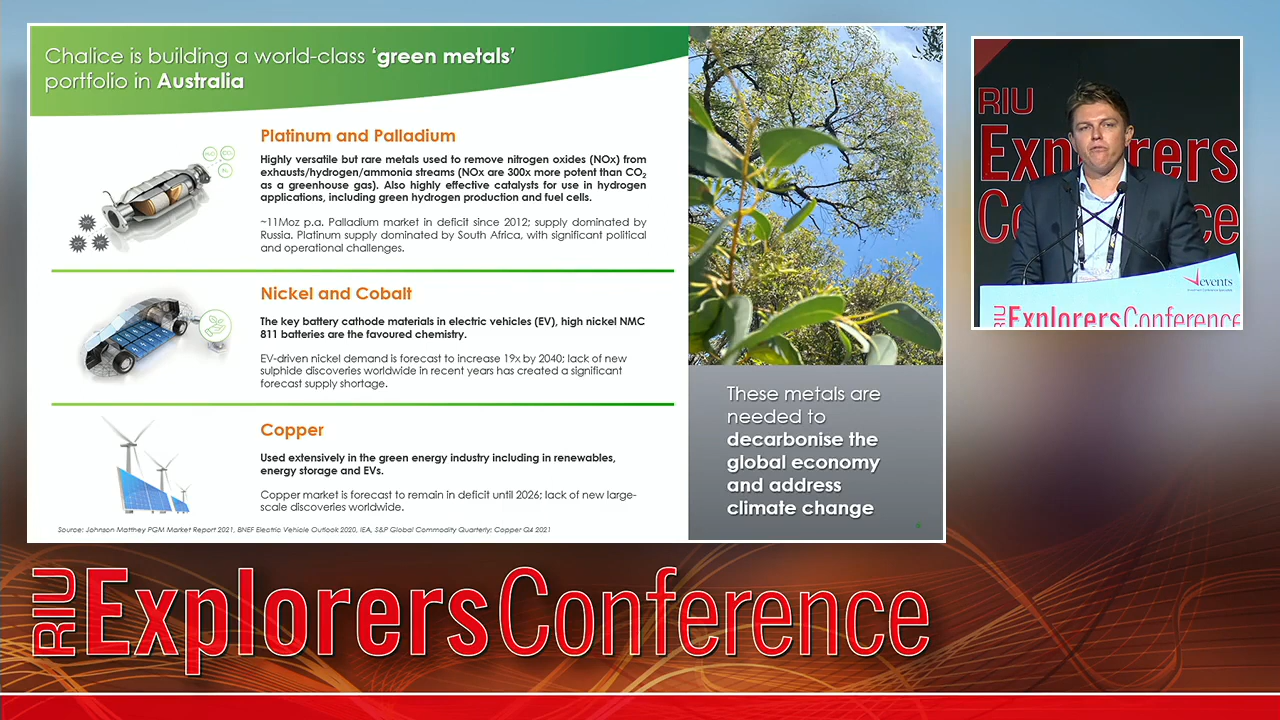 Chalice is building a world-class ‘green metals’
portfolio in Australia
Platinum and Palladium
Highly versatile but rare metals used to remove nitrogen oxides (NOx) from
exhausts/hydrogen/ammonia streams (NOx are 300x more potent than CO2
as a greenhouse gas). Also highly effective catalysts for use in hydrogen
applications, including green hydrogen production and fuel cells.
~11Moz p.a. Palladium market in deficit since 2012; supply dominated by
Russia. Platinum supply dominated by South Africa, with significant political
and operational challenges.
Nickel and Cobalt
The key battery cathode materials in electric vehicles (EV), high nickel NMC
811 batteries are the favoured chemistry.
EV-driven nickel demand is forecast to increase 19x by 2040; lack of new
sulphide discoveries worldwide in recent years has created a significant
forecast supply shortage.
Copper
Used extensively in the green energy industry including in renewables,
energy storage and EVs.
Copper market is forecast to remain in deficit until 2026; lack of new large-
scale discoveries worldwide.
Source: Johnson Matthey PGM Market Report 2021, BNEF Electric Vehicle Outlook 2020, IEA, S&P Global Commodity Quarterly: Copper Q4 2021
These metals are
needed to
decarbonise the
global economy
and address
climate change
RIU
Explorers
Co ce
Vevents
RIU ExplorersConference
RIU ExplorersConference